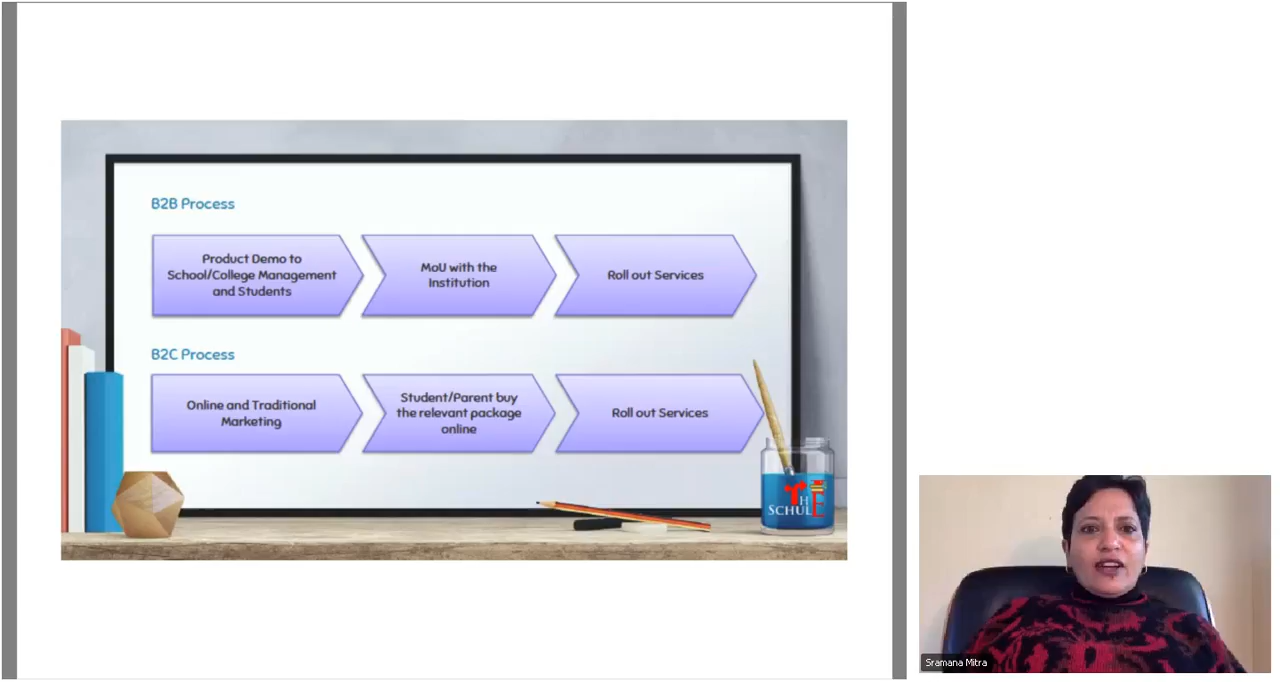 B2B Process
Product Demo to
School/College Management
and Students
MoU with the
Institution
Roll out Services
B2C Process
Online and Traditional
Marketing
Student/Parent buy
the relevant package
online
Roll out Services
THE
SCHULE
Sramana Mitra